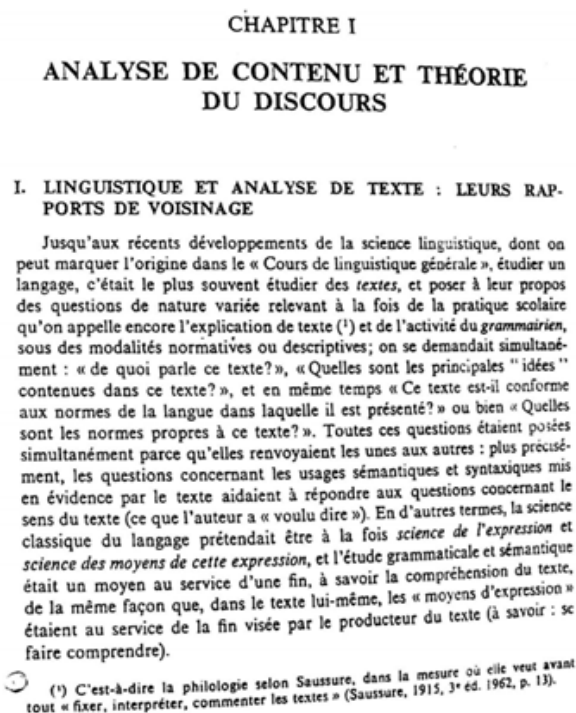 CHAPITRE I
ANALYSE DE CONTENU ET THÉORIE
DU DISCOURS
I. LINGUISTIQUE ET ANALYSE DE TEXTE : LEURS RAP-
PORTS DE VOISINAGE
Jusqu'aux récents développements de la science linguistique, dont on
peut marquer l'origine dans le « Cours de linguistique générale », étudier un
langage, c'était le plus souvent étudier des textes, et poser à leur propos
des questions de nature variée relevant à la fois de la pratique scolaire
qu'on appelle encore l'explication de texte (¹) et de l'activité du grammairien,
sous des modalités normatives ou descriptives; on se demandait simultané-
ment : « de quoi parle ce texte? », « Quelles sont les principales "idées"
contenues dans ce texte? », et en même temps « Ce texte est-il conforme
aux normes de la langue dans laquelle il est présenté? » ou bien « Quelles
sont les normes propres à ce texte? ». Toutes ces questions étaient posées
simultanément parce qu'elles renvoyaient les unes aux autres : plus précisé-
ment, les questions concernant les usages sémantiques et syntaxiques mis
en évidence par le texte aidaient à répondre aux questions concernant le
sens du texte (ce que l'auteur a « voulu dire »). En d'autres termes, la science
classique du langage prétendait être à la fois science de l'expression et
science des moyens de cette expression, et l'étude grammaticale et sémantique
était un moyen au service d'une fin, à savoir la compréhension du texte,
de la même façon que, dans le texte lui-même, les « moyens d'expression »
étaient au service de la fin visée par le producteur du texte (à savoir : se
faire comprendre).
(¹) C'est-à-dire la philologie selon Saussure, dans la mesure où elle veut avant
tout « fixer, interpréter, commenter les textes » (Saussure, 1915, 3ᵉ éd. 1962, p. 13).